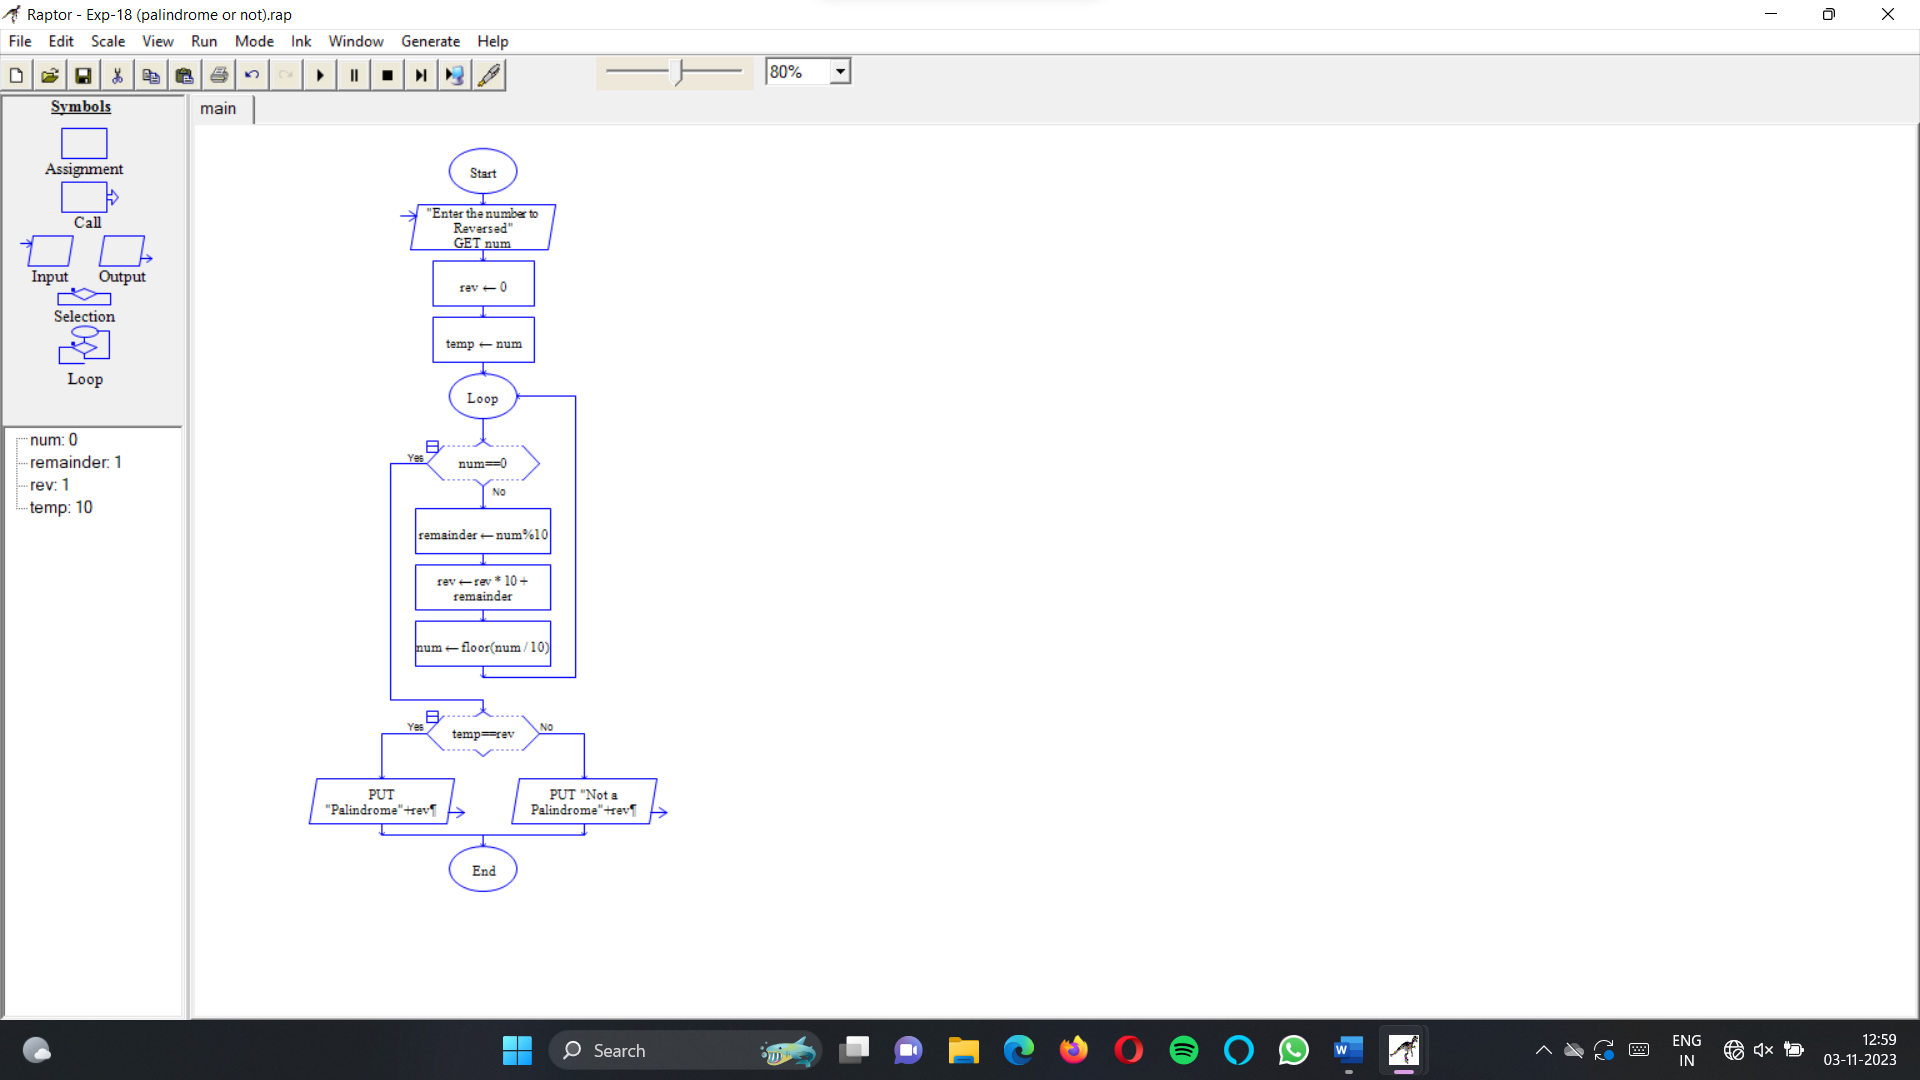 Raptor - Exp-18 (palindrome or not).rap
File Edit Scale View Run Mode Ink Window Generate Help
80%
Symbols
main
Assignment
Call
Input Output
Selection
Loop
num: 0
remainder: 1
rev: 1
temp: 10
Start
"Enter the number to
Reversed"
GET num
rev ← 0
temp ← num
Loop
Yes
num==0
No
remainder ← num%10
rev ← rev * 10 +
remainder
num ← floor(num / 10)
Yes
temp==rev
No
PUT
"Palindrome"+rev¶
PUT "Not a
Palindrome"+rev¶
End
Search
ENG
IN
12:59
03-11-2023